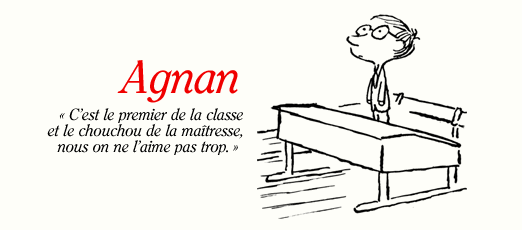 Agnan
« C’est le premier de la classe
et le chouchou de la maîtresse,
nous on ne l’aime pas trop. »